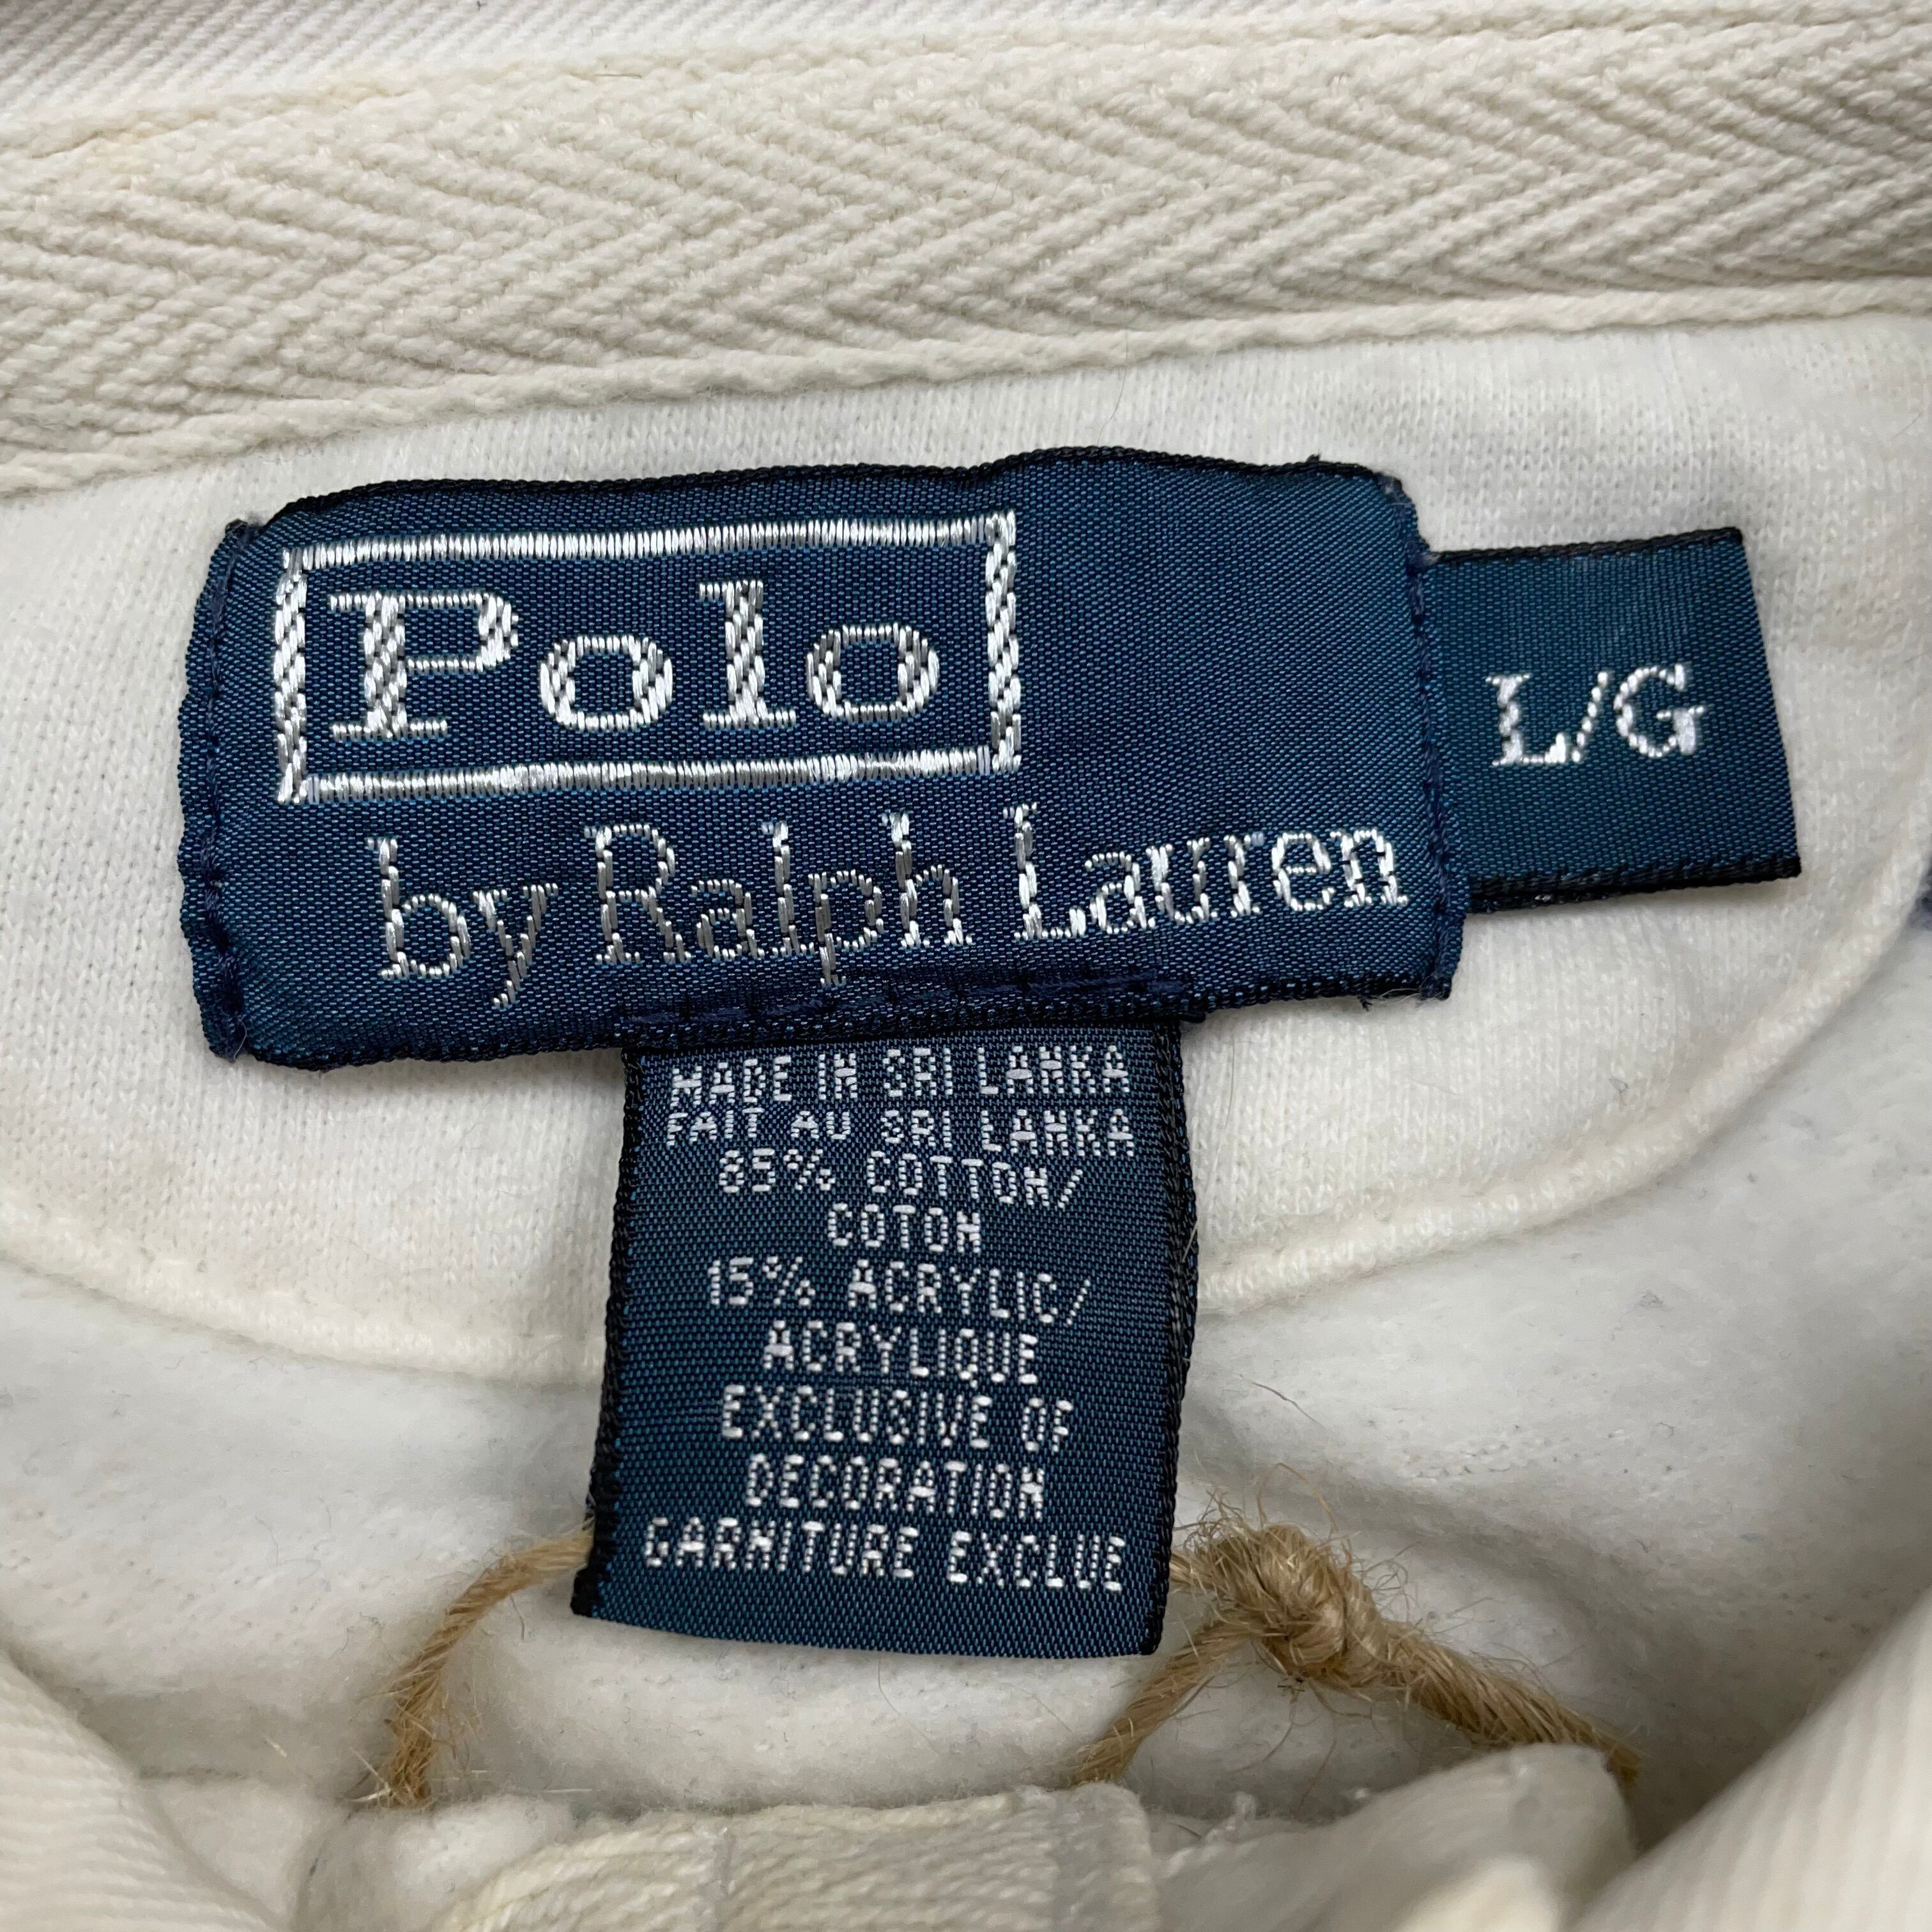 Polo
by Ralph Lauren
L/G
MADE IN SRI LANKA
FAIT AU SRI LANKA
85% COTTON/
COTON
15% ACRYLIC/
ACRYLIQUE
EXCLUSIVE OF
DECORATION
GARNITURE EXCLUE